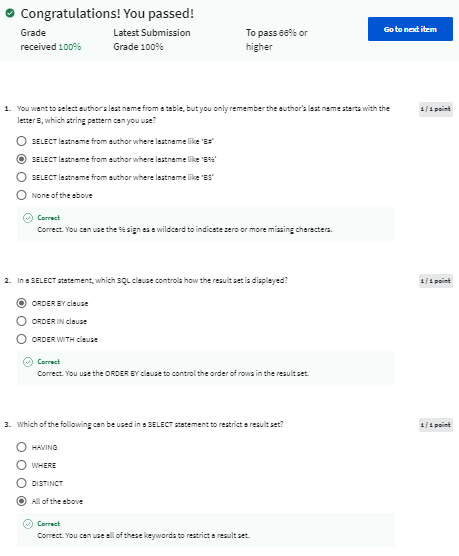 Congratulations! You passed!
Grade received 100%
Latest Submission Grade 100%
To pass 66% or higher
Go to next item
1. You want to select author's last name from a table, but you only remember the author's last name starts with the
letter B, which string pattern can you use?
1 / 1 point
SELECT lastname from author where lastname like 'B#'
SELECT lastname from author where lastname like 'B%'
SELECT lastname from author where lastname like 'B$'
None of the above
Correct
Correct. You can use the % sign as a wildcard to indicate zero or more missing characters.
2. In a SELECT statement, which SQL clause controls how the result set is displayed?
1 / 1 point
ORDER BY clause
ORDER IN clause
ORDER WITH clause
Correct
Correct. You use the ORDER BY clause to control the order of rows in the result set.
3. Which of the following can be used in a SELECT statement to restrict a result set?
1 / 1 point
HAVING
WHERE
DISTINCT
All of the above
Correct
Correct. You can use all of these keywords to restrict a result set.